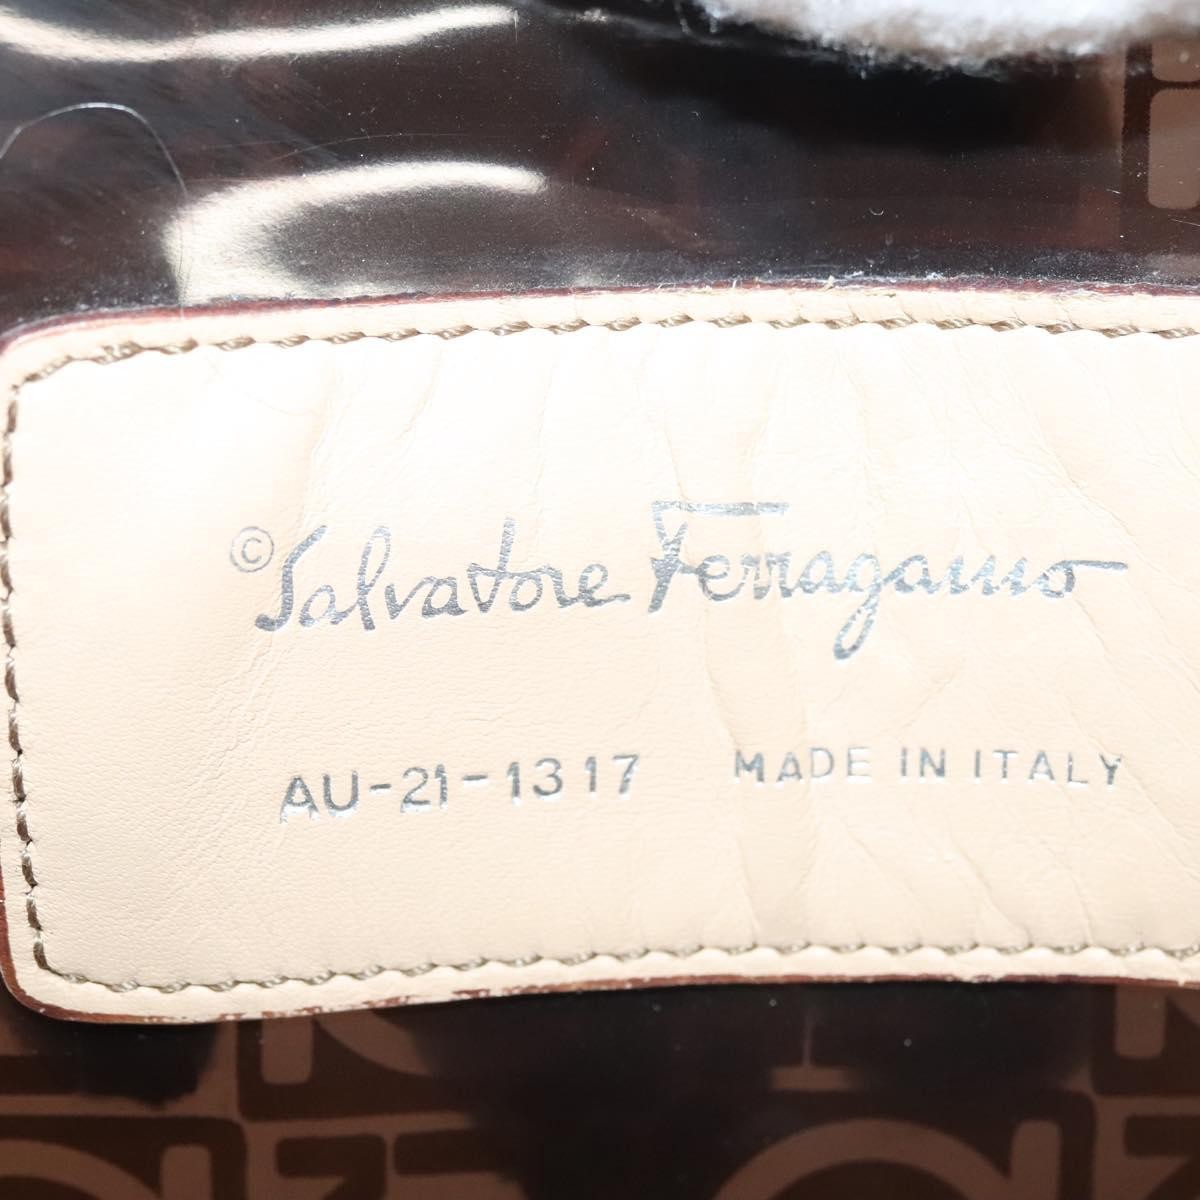 © Salvatore Ferragamo
AU-21-1317 MADE IN ITALY